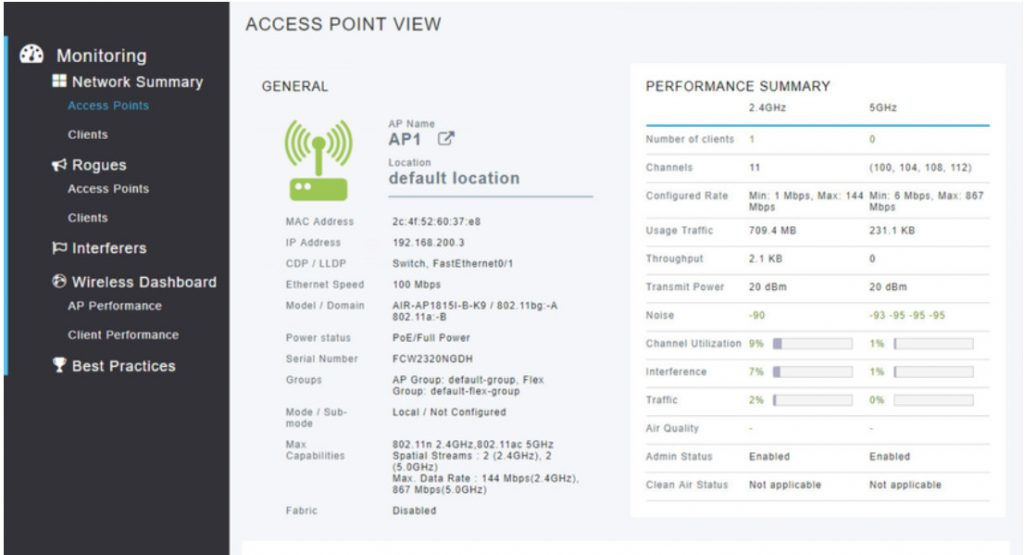 ACCESS POINT VIEW
Monitoring
Network Summary
Access Points
Clients
Rogues
Access Points
Clients
Interferers
Wireless Dashboard
AP Performance
Client Performance
Best Practices
GENERAL
AP Name
AP1
Location
default location
MAC Address 2c:4f:52:60:37:e8
IP Address 192.168.200.3
CDP / LLDP Switch, FastEthernet0/1
Ethernet Speed 100 Mbps
Model / Domain AIR-AP1815I-B-K9 / 802.11bg:-A
802.11a:-B
Power status PoE/Full Power
Serial Number FCW2320NGDH
Groups AP Group: default-group, Flex
Group: default-flex-group
Mode / Sub- Local / Not Configured
mode
Max 802.11n 2.4GHz,802.11ac 5GHz
Capabilities Spatial Streams : 2 (2.4GHz), 2
(5.0GHz)
Max. Data Rate : 144 Mbps(2.4GHz),
867 Mbps(5.0GHz)
Fabric Disabled
PERFORMANCE SUMMARY
2.4GHz 5GHz
Number of clients 1 0
Channels 11 (100, 104, 108, 112)
Configured Rate Min: 1 Mbps, Max: 144 Min: 6 Mbps, Max: 867
Mbps Mbps
Usage Traffic 709.4 MB 231.1 KB
Throughput 2.1 KB 0
Transmit Power 20 dBm 20 dBm
Noise -90 -93 -95 -95 -95
Channel Utilization 9% 1%
Interference 7% 1%
Traffic 2% 0%
Air Quality - -
Admin Status Enabled Enabled
Clean Air Status Not applicable Not applicable